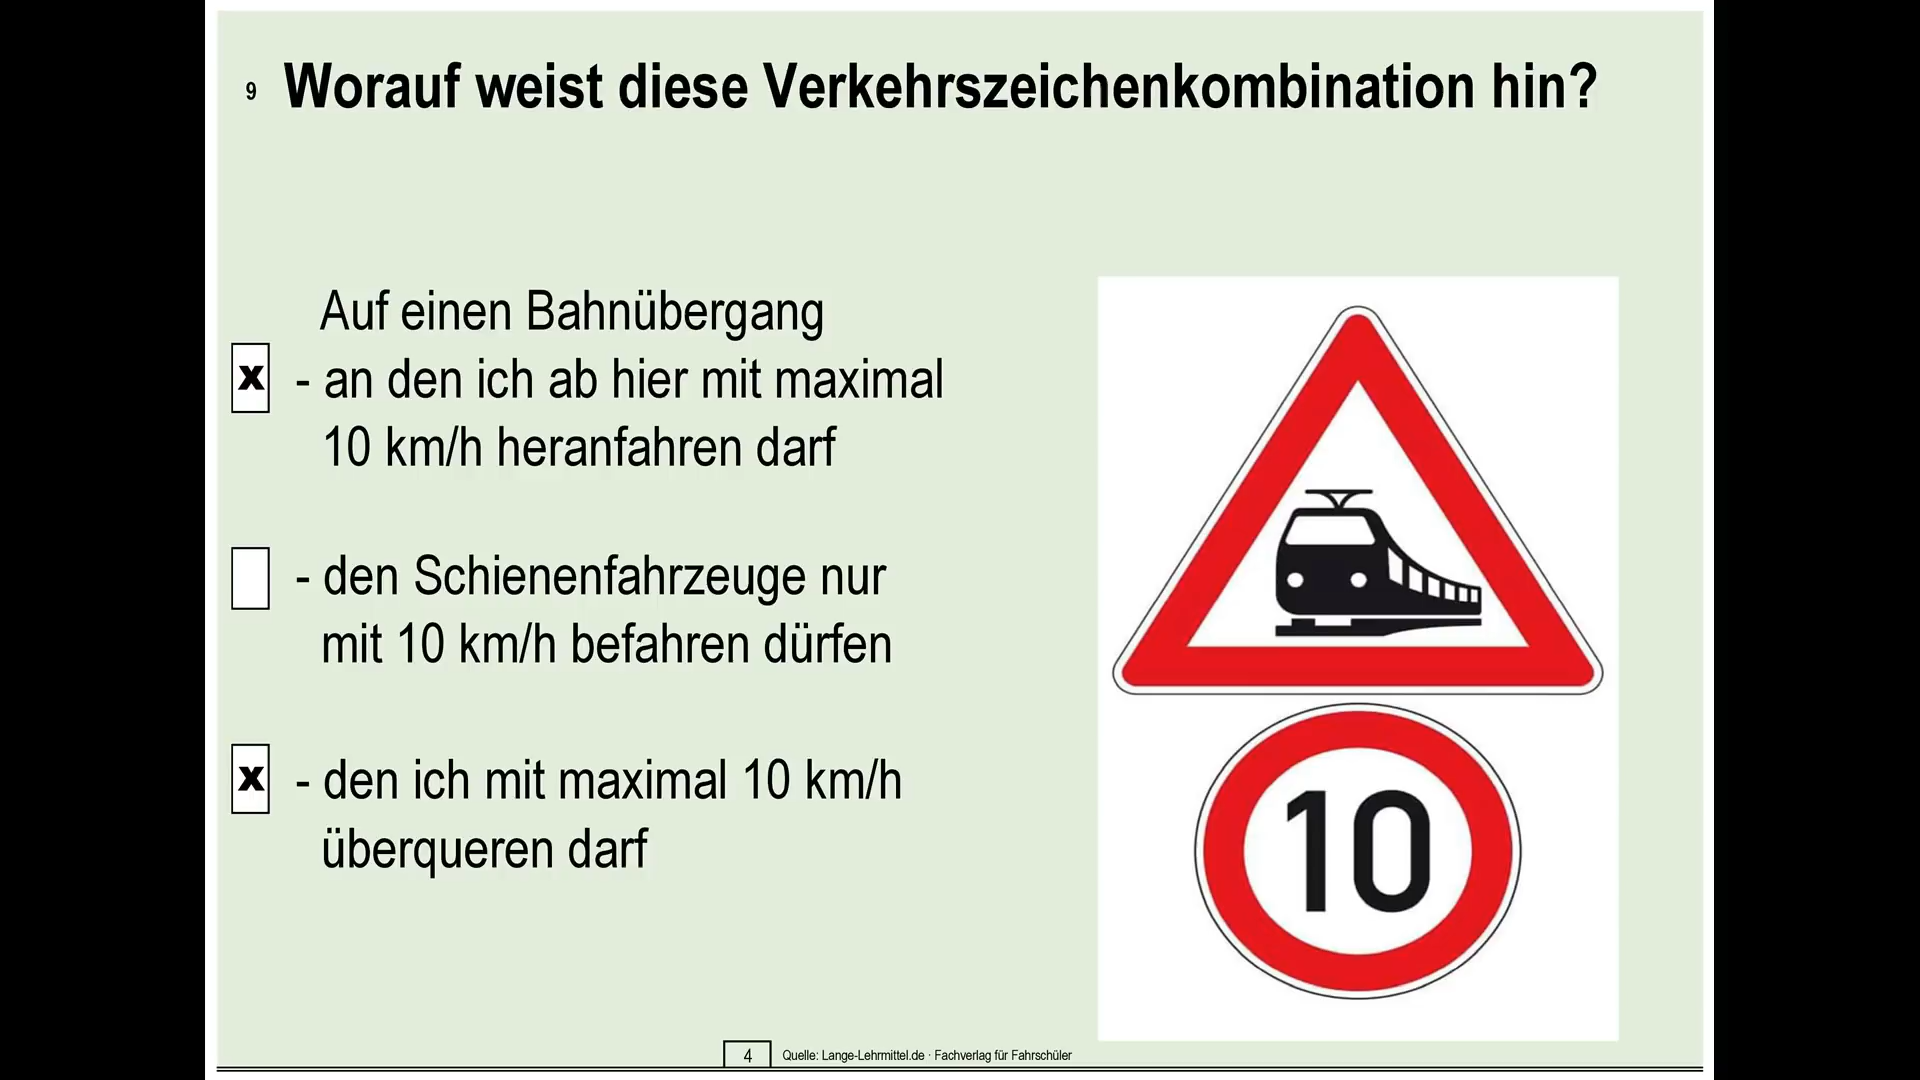 9 Worauf weist diese Verkehrszeichenkombination hin?
Auf einen Bahnübergang
x - an den ich ab hier mit maximal
10 km/h heranfahren darf
- den Schienenfahrzeuge nur
mit 10 km/h befahren dürfen
x - den ich mit maximal 10 km/h
überqueren darf
10
4 Quelle: Lange-Lehrmittel.de · Fachverlag für Fahrschüler